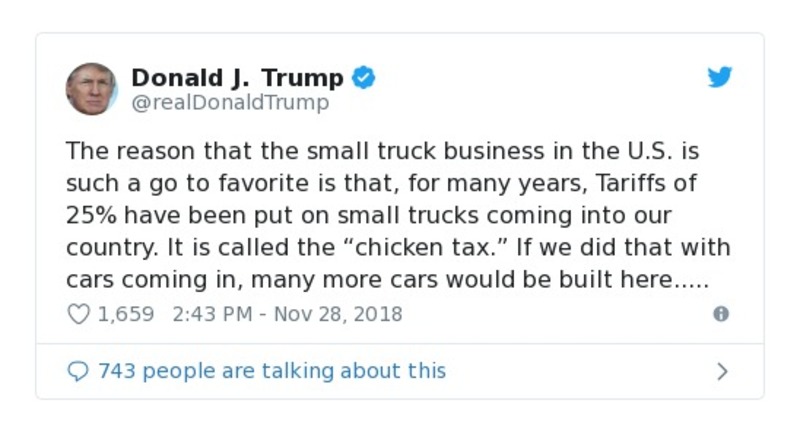 Donald J. Trump
@realDonaldTrump
The reason that the small truck business in the U.S. is
such a go to favorite is that, for many years, Tariffs of
25% have been put on small trucks coming into our
country. It is called the “chicken tax.” If we did that with
cars coming in, many more cars would be built here.....
1,659 2:43 PM - Nov 28, 2018
743 people are talking about this